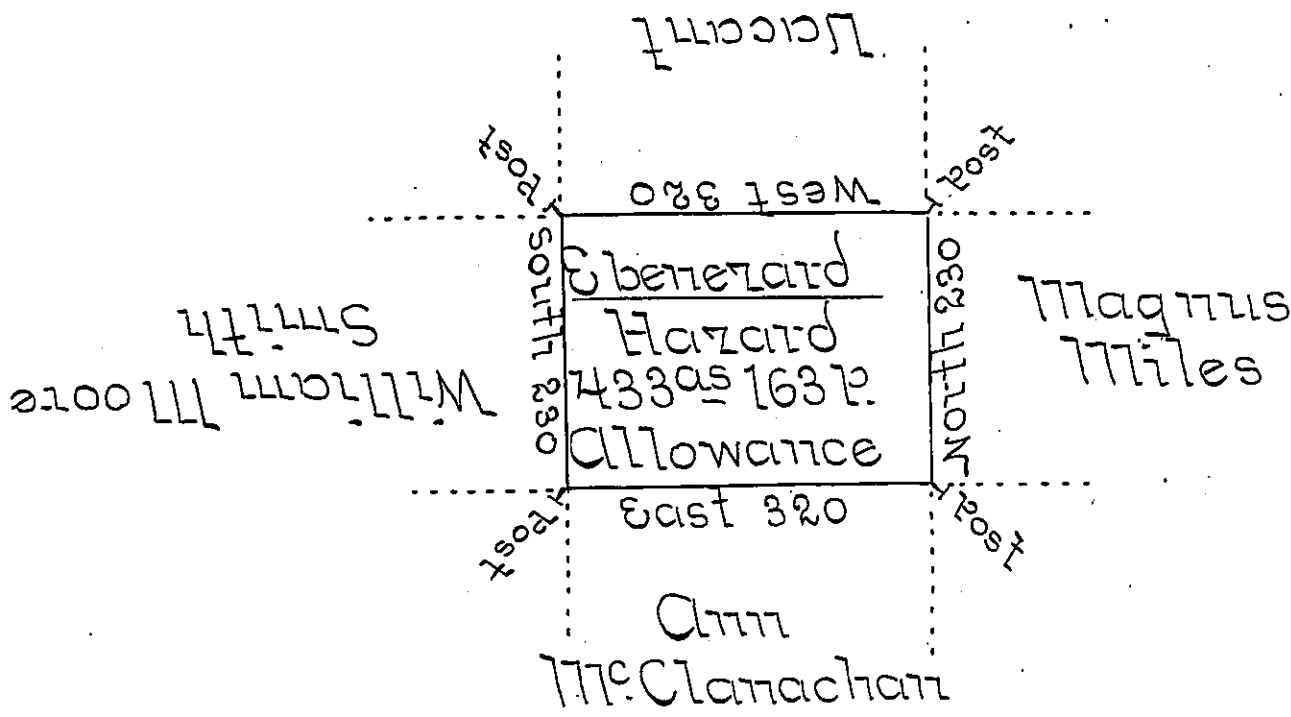 Vacant
Post
Post
West 320
South 230
Ebenezard
Hazard
433as 163 p.
Allowance
North 230
William Moore
Smith
Magnus
Miles
East 320
Post
Post
Ann
McClanachan